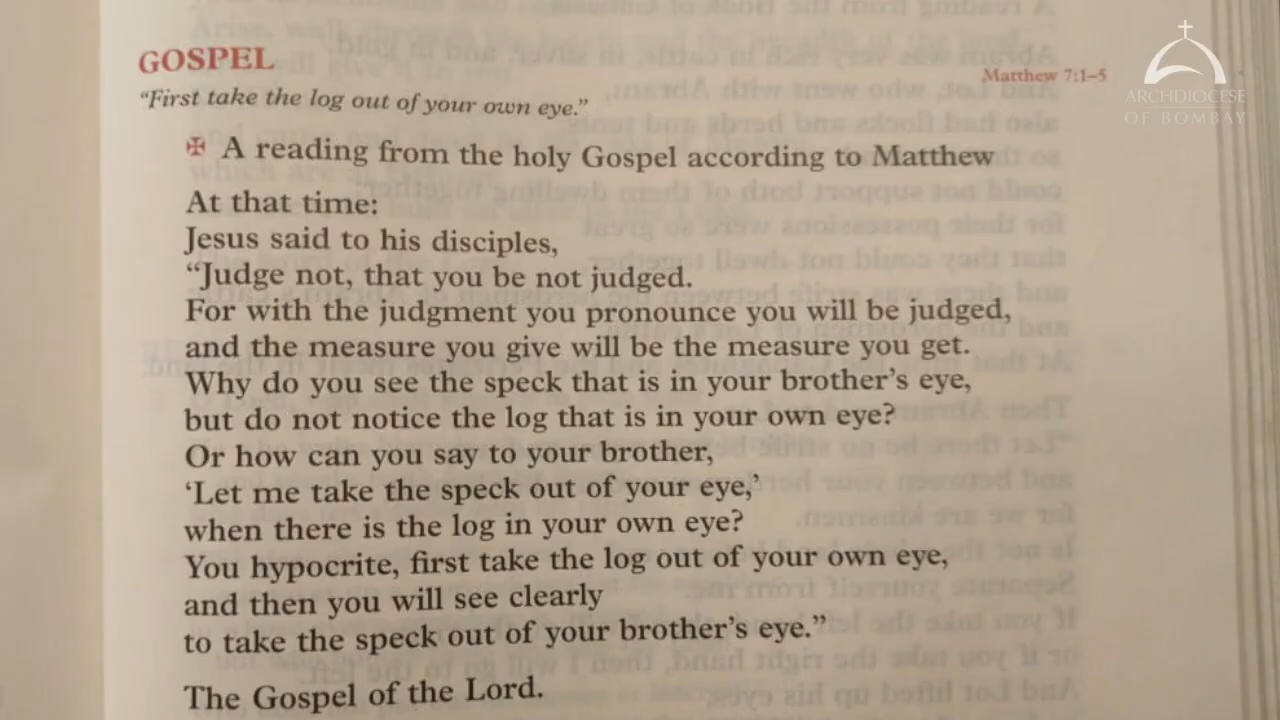 GOSPEL
Matthew 7:1–5
ARCHDIOCESE
OF BOMBAY
“First take the log out of your own eye.”
✠ A reading from the holy Gospel according to Matthew
At that time:
Jesus said to his disciples,
“Judge not, that you be not judged.
For with the judgment you pronounce you will be judged,
and the measure you give will be the measure you get.
Why do you see the speck that is in your brother’s eye,
but do not notice the log that is in your own eye?
Or how can you say to your brother,
‘Let me take the speck out of your eye,’
when there is the log in your own eye?
You hypocrite, first take the log out of your own eye,
and then you will see clearly
to take the speck out of your brother’s eye.”
The Gospel of the Lord.